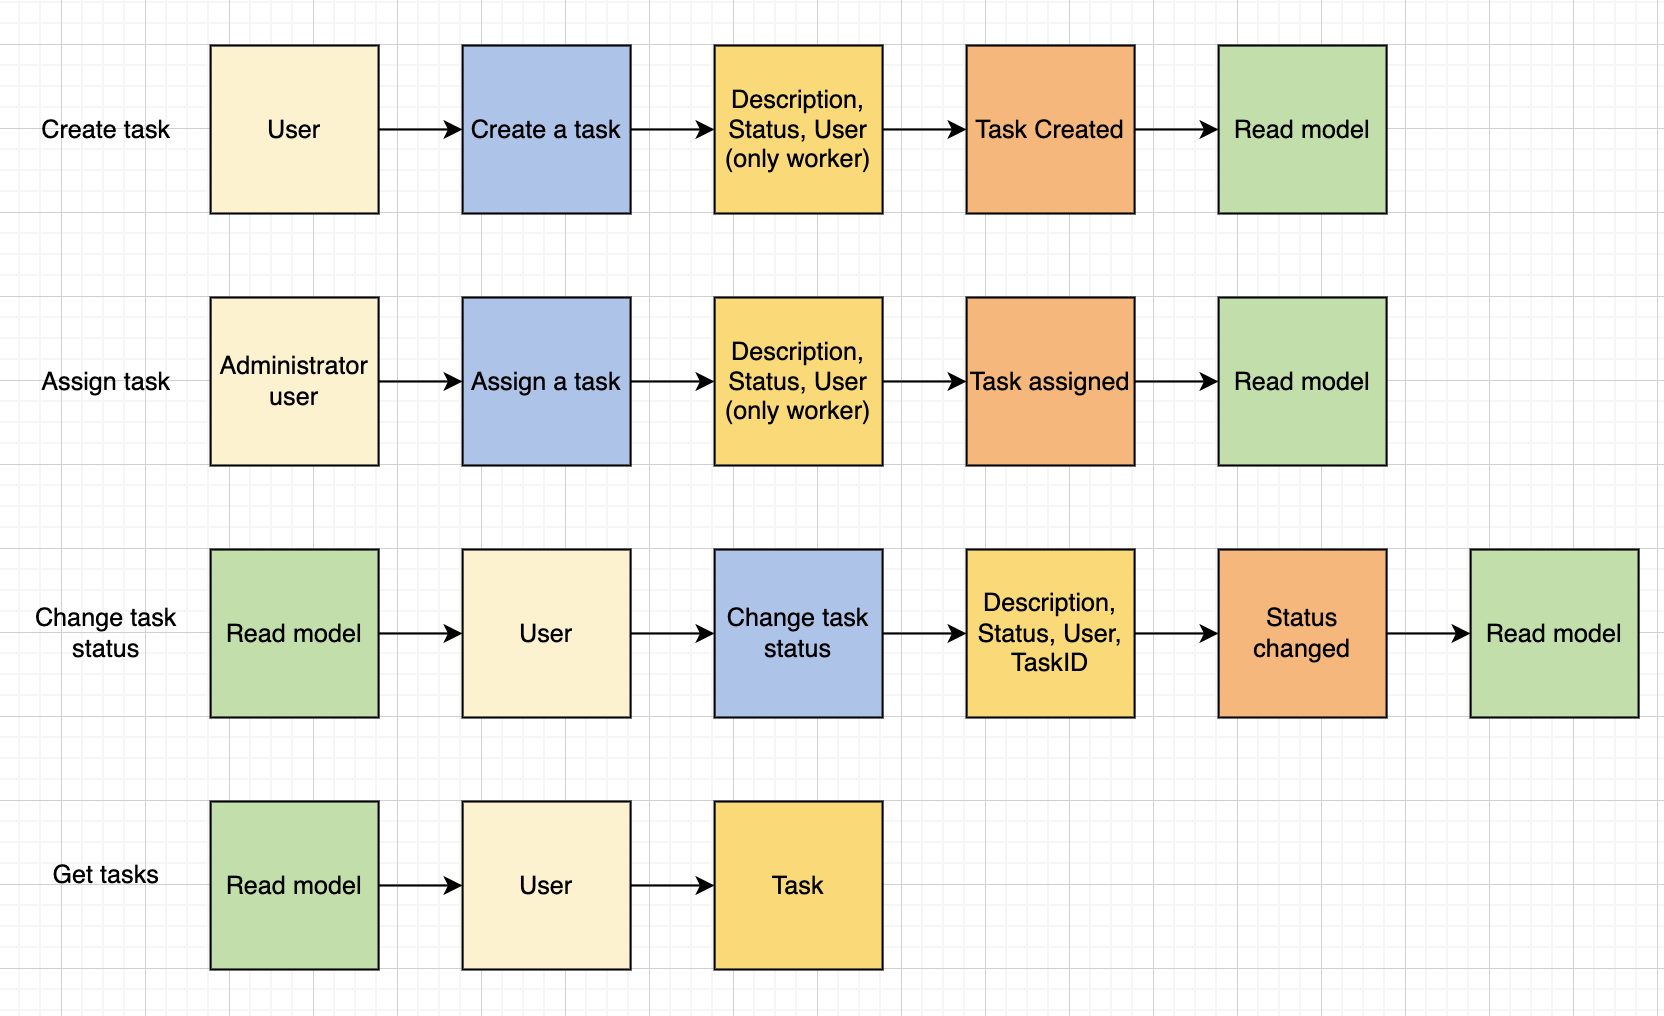 Create task
User
Create a task
Description,
Status, User
(only worker)
Task Created
Read model
Assign task
Administrator
user
Assign a task
Description,
Status, User
(only worker)
Task assigned
Read model
Change task
status
Read model
User
Change task
status
Description,
Status, User,
TaskID
Status
changed
Read model
Get tasks
Read model
User
Task